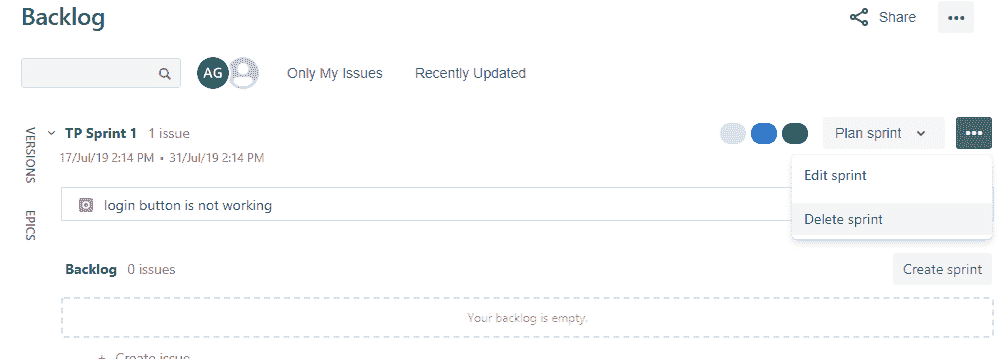 Backlog
Share
AG
Only My Issues
Recently Updated
VERSIONS
EPICS
TP Sprint 1 1 issue
Plan sprint
17/Jul/19 2:14 PM • 31/Jul/19 2:14 PM
Edit sprint
Delete sprint
login button is not working
Backlog 0 issues
Create sprint
Your backlog is empty.
+ Create issue